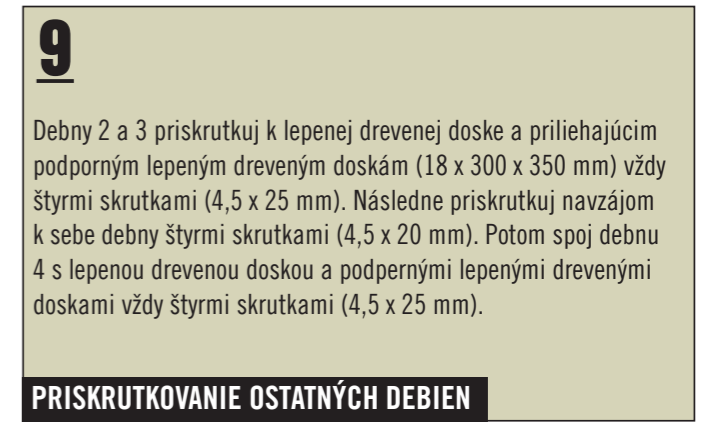 9
Debny 2 a 3 priskrutkuj k lepenej drevenej doske a priliehajúcim
podporným lepeným dreveným doskám (18 x 300 x 350 mm) vždy
štyrmi skrutkami (4,5 x 25 mm). Následne priskrutkuj navzájom
k sebe debny štyrmi skrutkami (4,5 x 20 mm). Potom spoj debnu
4 s lepenou drevenou doskou a podpernými lepenými drevenými
doskami vždy štyrmi skrutkami (4,5 x 25 mm).
PRISKRUTKOVANIE OSTATNÝCH DEBIEN